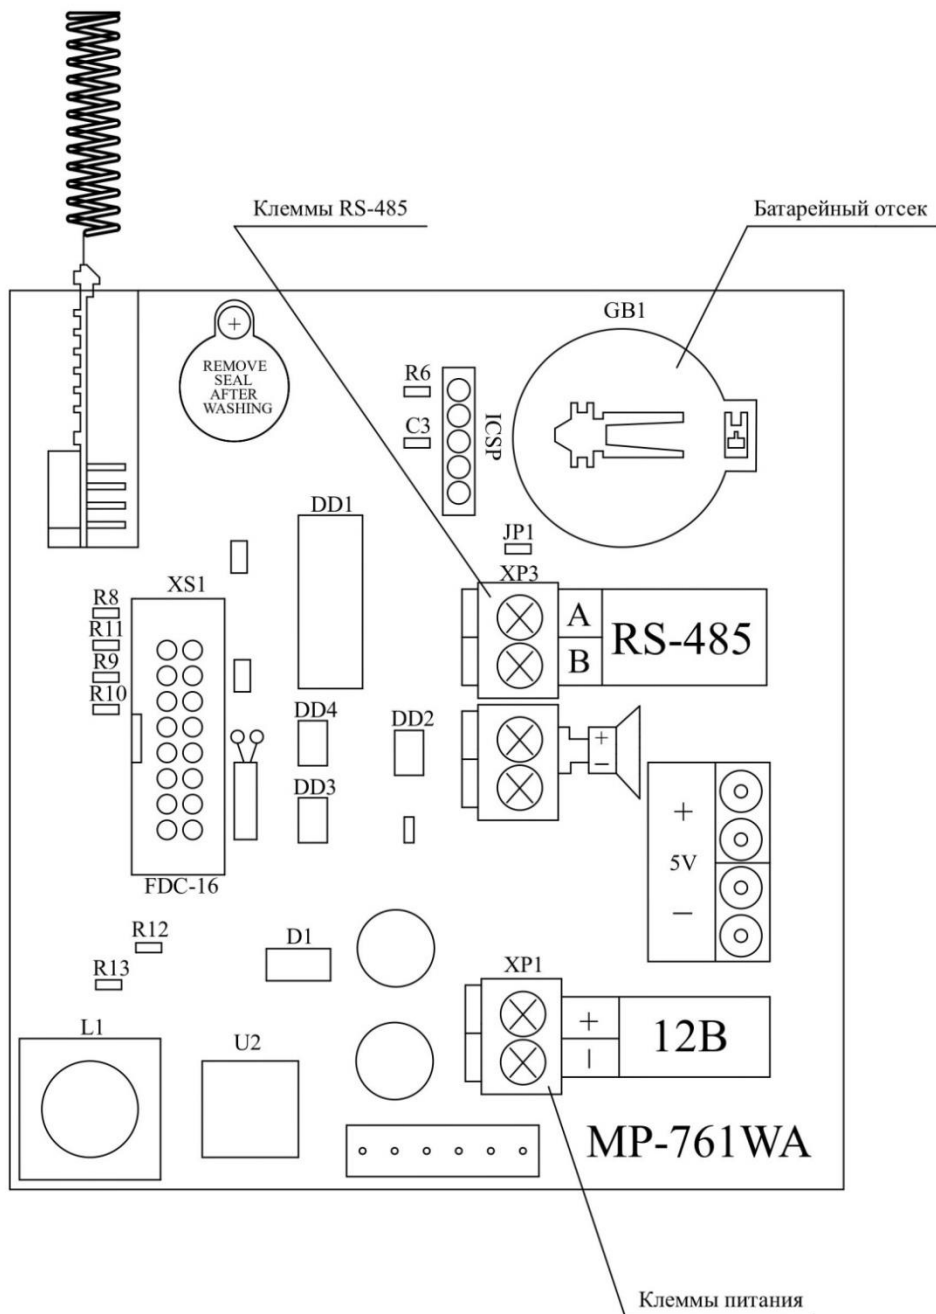 Клеммы RS-485
Батарейный отсек
GB1
REMOVE
SEAL
AFTER
WASHING
R6
C3
ICSP
DD1
JP1
XP3
XS1
R8
R11
R9
R10
A
B
RS-485
DD4
DD2
DD3
+
−
+
5V
−
FDC-16
R12
R13
D1
XP1
+
−
12В
L1
U2
MP-761WA
Клеммы питания